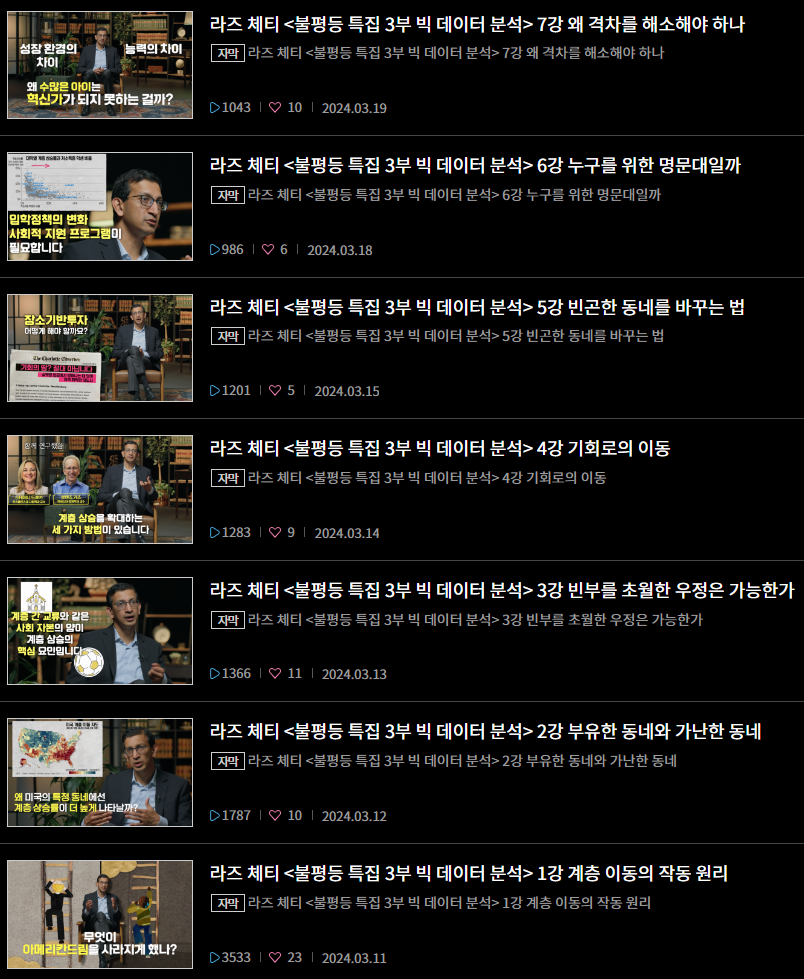 성장 환경의
차이
능력의 차이
왜 수많은 아이는
혁신가가 되지 못하는 걸까?
라즈 체티 <불평등 특집 3부 빅 데이터 분석> 7강 왜 격차를 해소해야 하나
자막 라즈 체티 <불평등 특집 3부 빅 데이터 분석> 7강 왜 격차를 해소해야 하나
1043 10 2024.03.19
입학정책의 변화
사회적 지원 프로그램이
필요합니다
라즈 체티 <불평등 특집 3부 빅 데이터 분석> 6강 누구를 위한 명문대일까
자막 라즈 체티 <불평등 특집 3부 빅 데이터 분석> 6강 누구를 위한 명문대일까
986 6 2024.03.18
장소기반투자
어떻게 해야 할까요?
The Charlotte Observer
기회의 땅? 절대 아닙니다
라즈 체티 <불평등 특집 3부 빅 데이터 분석> 5강 빈곤한 동네를 바꾸는 법
자막 라즈 체티 <불평등 특집 3부 빅 데이터 분석> 5강 빈곤한 동네를 바꾸는 법
1201 5 2024.03.15
함께 연구했던
계층 상승을 확대하는
세 가지 방법이 있습니다
라즈 체티 <불평등 특집 3부 빅 데이터 분석> 4강 기회로의 이동
자막 라즈 체티 <불평등 특집 3부 빅 데이터 분석> 4강 기회로의 이동
1283 9 2024.03.14
계층 간 교류와 같은
사회 자본의 양이
계층 상승의
핵심 요인입니다
라즈 체티 <불평등 특집 3부 빅 데이터 분석> 3강 빈부를 초월한 우정은 가능한가
자막 라즈 체티 <불평등 특집 3부 빅 데이터 분석> 3강 빈부를 초월한 우정은 가능한가
1366 11 2024.03.13
미국 계층 이동 지도
왜 미국의 특정 동네에선
계층 상승률이 더 높게 나타날까?
라즈 체티 <불평등 특집 3부 빅 데이터 분석> 2강 부유한 동네와 가난한 동네
자막 라즈 체티 <불평등 특집 3부 빅 데이터 분석> 2강 부유한 동네와 가난한 동네
1787 10 2024.03.12
무엇이
아메리칸드림을 사라지게 했나?
라즈 체티 <불평등 특집 3부 빅 데이터 분석> 1강 계층 이동의 작동 원리
자막 라즈 체티 <불평등 특집 3부 빅 데이터 분석> 1강 계층 이동의 작동 원리
3533 23 2024.03.11